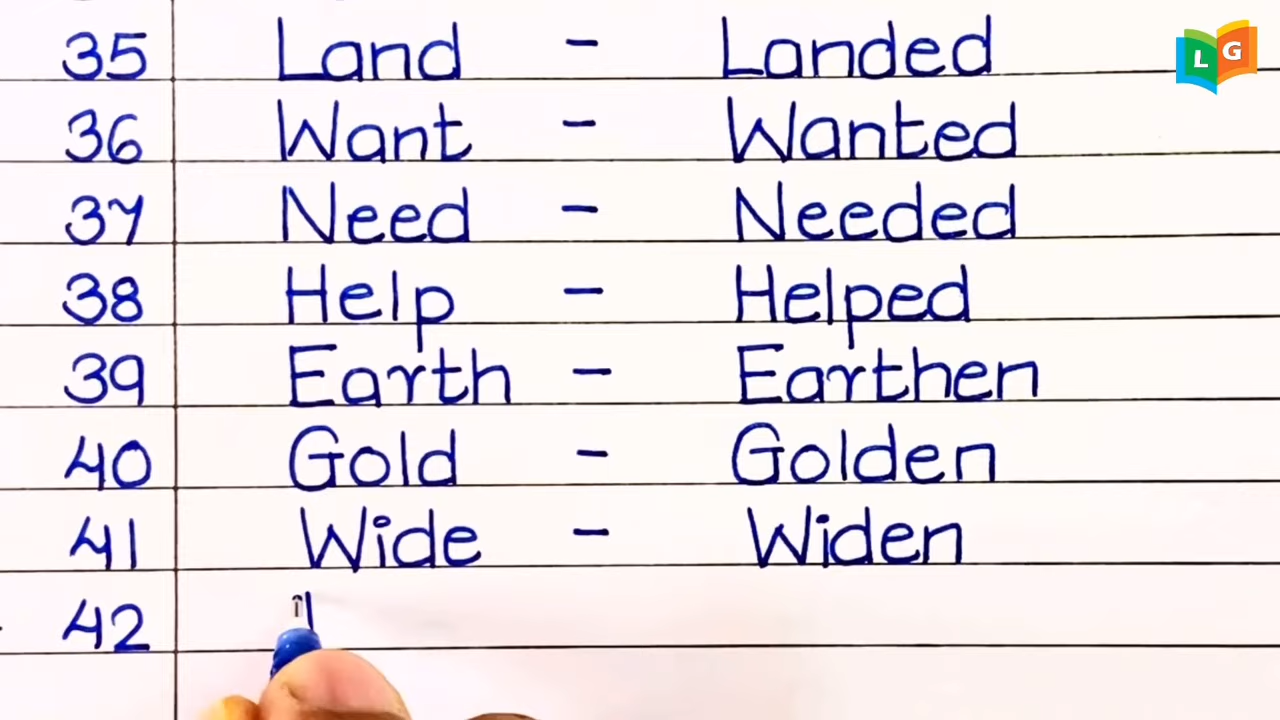 35 Land - Landed
L G
36 Want - Wanted
37 Need - Needed
38 Help - Helped
39 Earth - Earthen
40 Gold - Golden
41 Wide - Widen
42